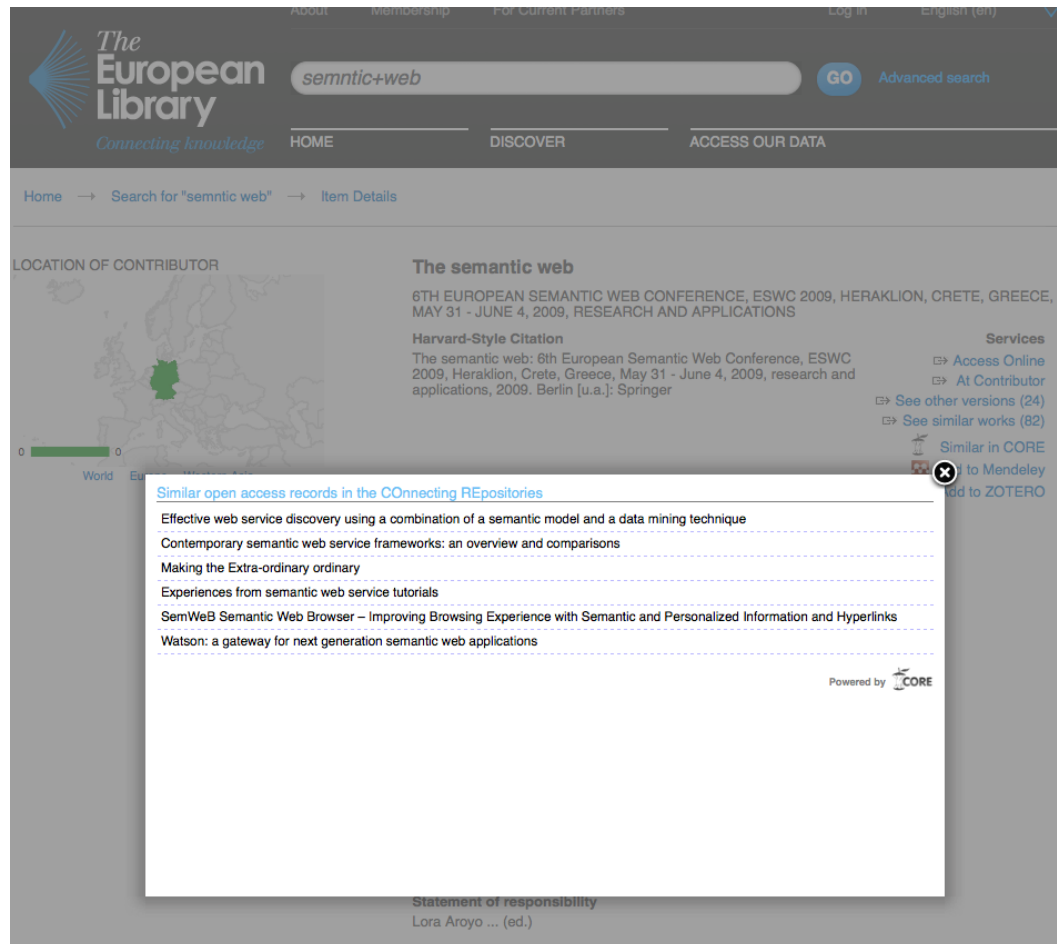 About Membership For Current Partners Log in English (en)
The
European
Library
Connecting knowledge
semntic+web
GO
Advanced search
HOME DISCOVER ACCESS OUR DATA
Home → Search for "semntic web" → Item Details
LOCATION OF CONTRIBUTOR
0 0
World
The semantic web
6TH EUROPEAN SEMANTIC WEB CONFERENCE, ESWC 2009, HERAKLION, CRETE, GREECE,
MAY 31 - JUNE 4, 2009, RESEARCH AND APPLICATIONS
Harvard-Style Citation
The semantic web: 6th European Semantic Web Conference, ESWC
2009, Heraklion, Crete, Greece, May 31 - June 4, 2009, research and
applications, 2009. Berlin [u.a.]: Springer
Services
Access Online
At Contributor
See other versions (24)
See similar works (82)
Similar in CORE
to Mendeley
Add to ZOTERO
Similar open access records in the COnnecting REpositories
Effective web service discovery using a combination of a semantic model and a data mining technique
Contemporary semantic web service frameworks: an overview and comparisons
Making the Extra-ordinary ordinary
Experiences from semantic web service tutorials
SemWeB Semantic Web Browser – Improving Browsing Experience with Semantic and Personalized Information and Hyperlinks
Watson: a gateway for next generation semantic web applications
Powered by CORE
Statement of responsibility
Lora Aroyo ... (ed.)